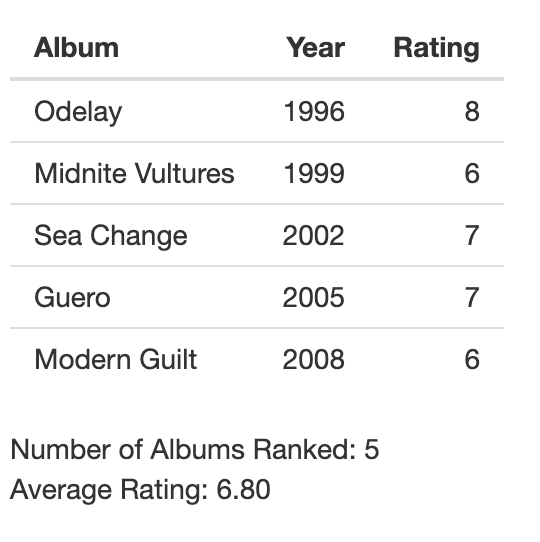 Album Year Rating
Odelay 1996 8
Midnite Vultures 1999 6
Sea Change 2002 7
Guero 2005 7
Modern Guilt 2008 6
Number of Albums Ranked: 5
Average Rating: 6.80